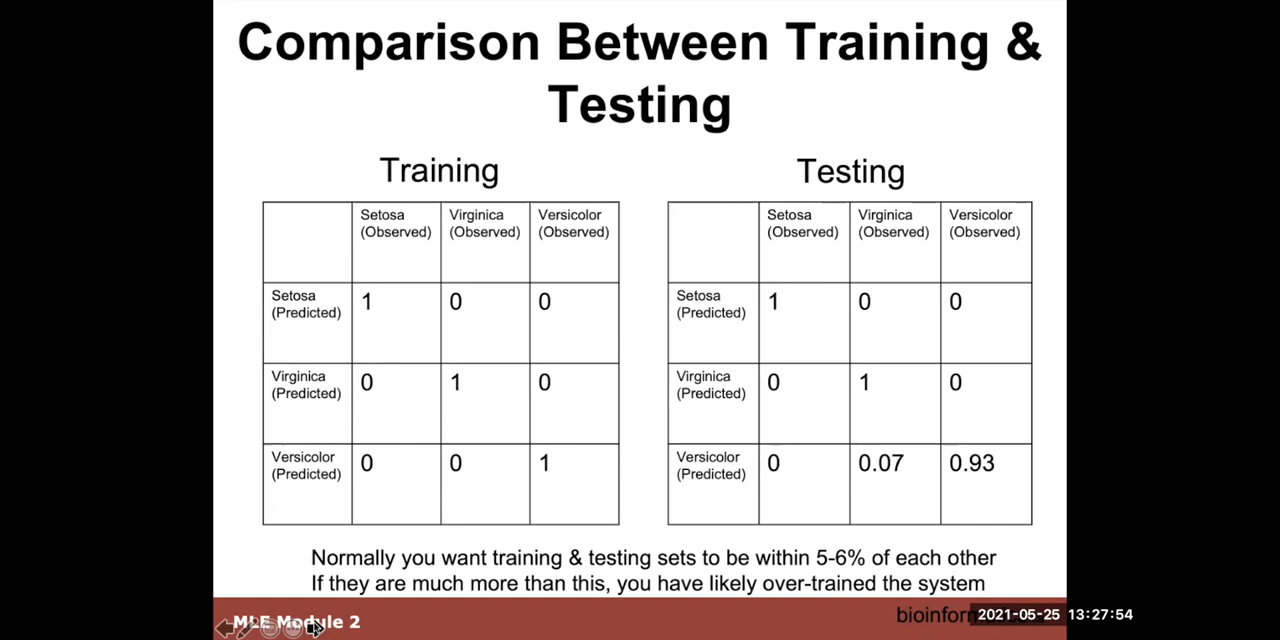 Comparison Between Training &
Testing
Training
Setosa (Observed) Virginica (Observed) Versicolor (Observed)
Setosa (Predicted) 1 0 0
Virginica (Predicted) 0 1 0
Versicolor (Predicted) 0 0 1
Testing
Setosa (Observed) Virginica (Observed) Versicolor (Observed)
Setosa (Predicted) 1 0 0
Virginica (Predicted) 0 1 0
Versicolor (Predicted) 0 0.07 0.93
Normally you want training & testing sets to be within 5-6% of each other
If they are much more than this, you have likely over-trained the system
MLE Module 2
2021-05-25 13:27:54